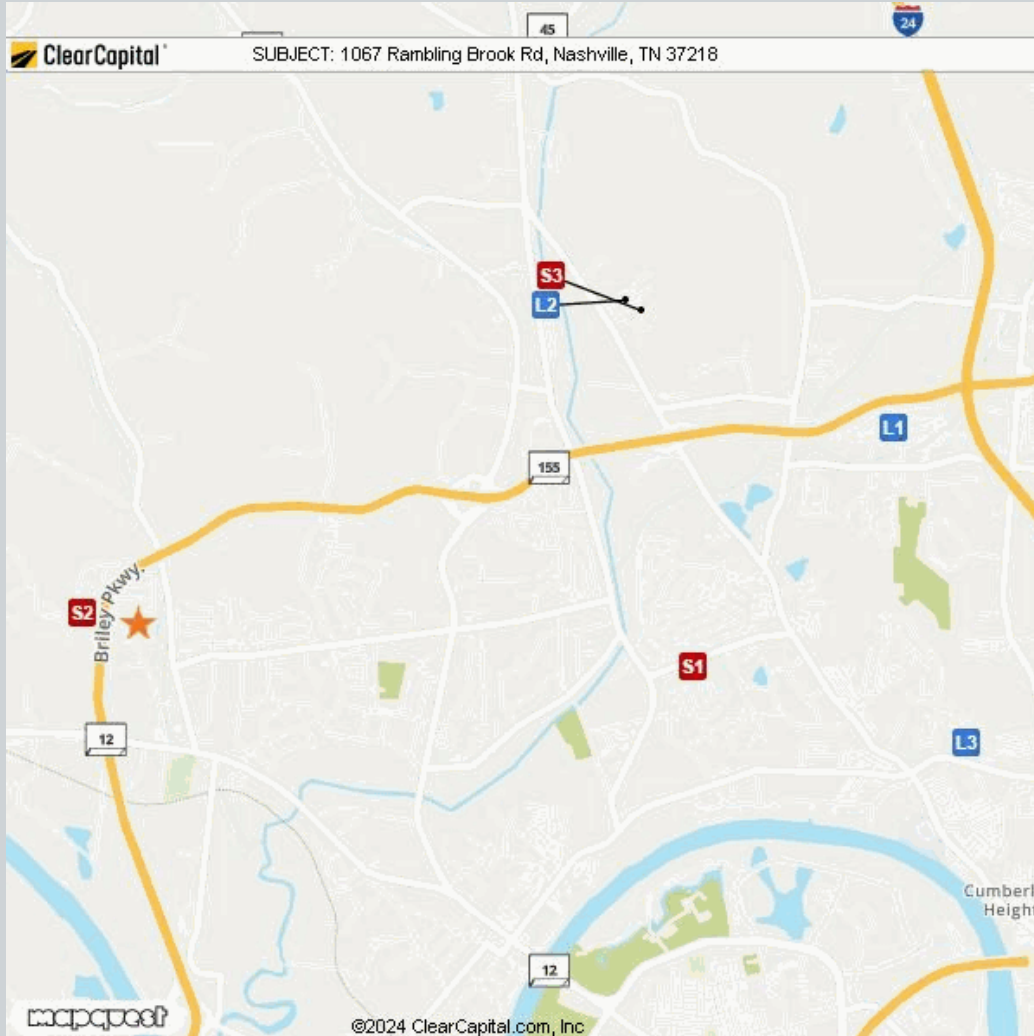 24
45
ClearCapital
SUBJECT: 1067 Rambling Brook Rd, Nashville, TN 37218
S3
L2
L1
155
Briley Pkwy
S2
S1
12
L3
Cumberl
Height
12
mapquest
©2024 ClearCapital.com, Inc